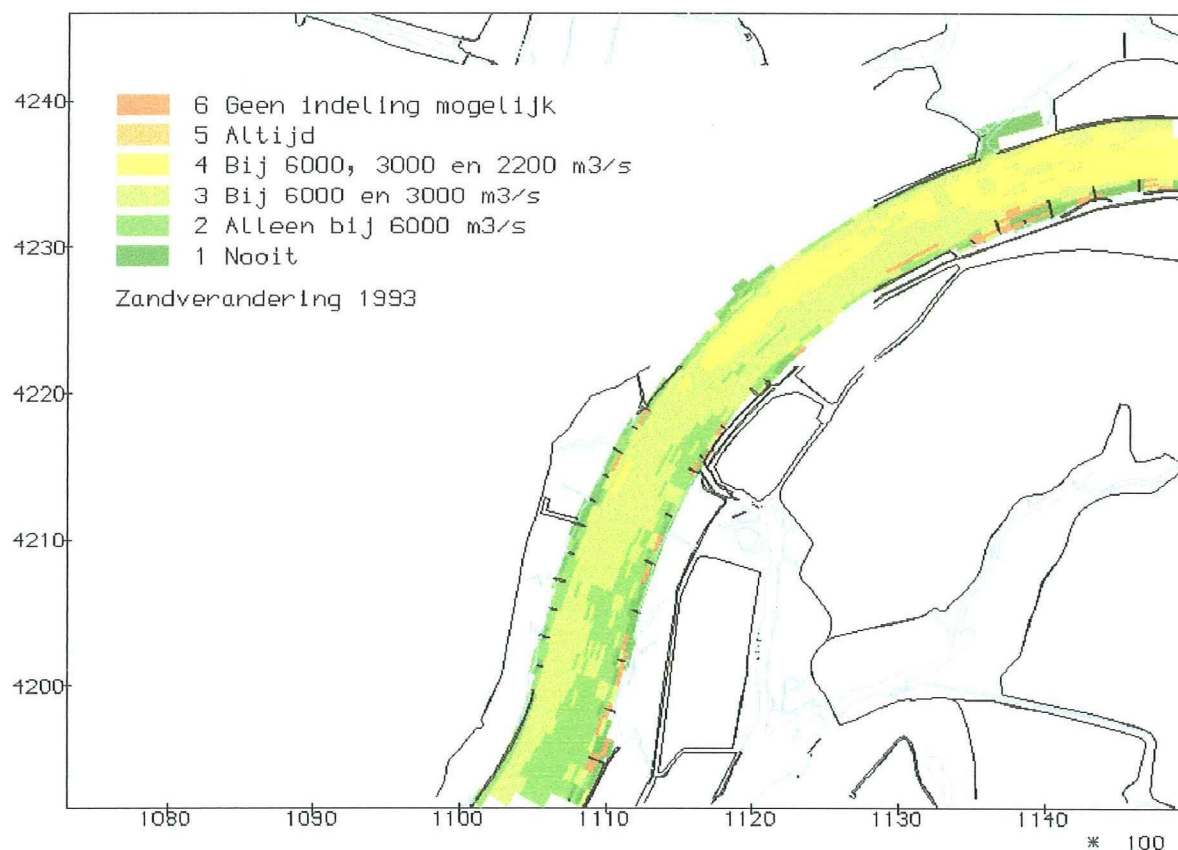 6 Geen indeling mogelijk
5 Altijd
4 Bij 6000, 3000 en 2200 m3/s
3 Bij 6000 en 3000 m3/s
2 Alleen bij 6000 m3/s
1 Nooit
Zandverandering 1993
4240
4230
4220
4210
4200
1080 1090 1100 1110 1120 1130 1140
* 100